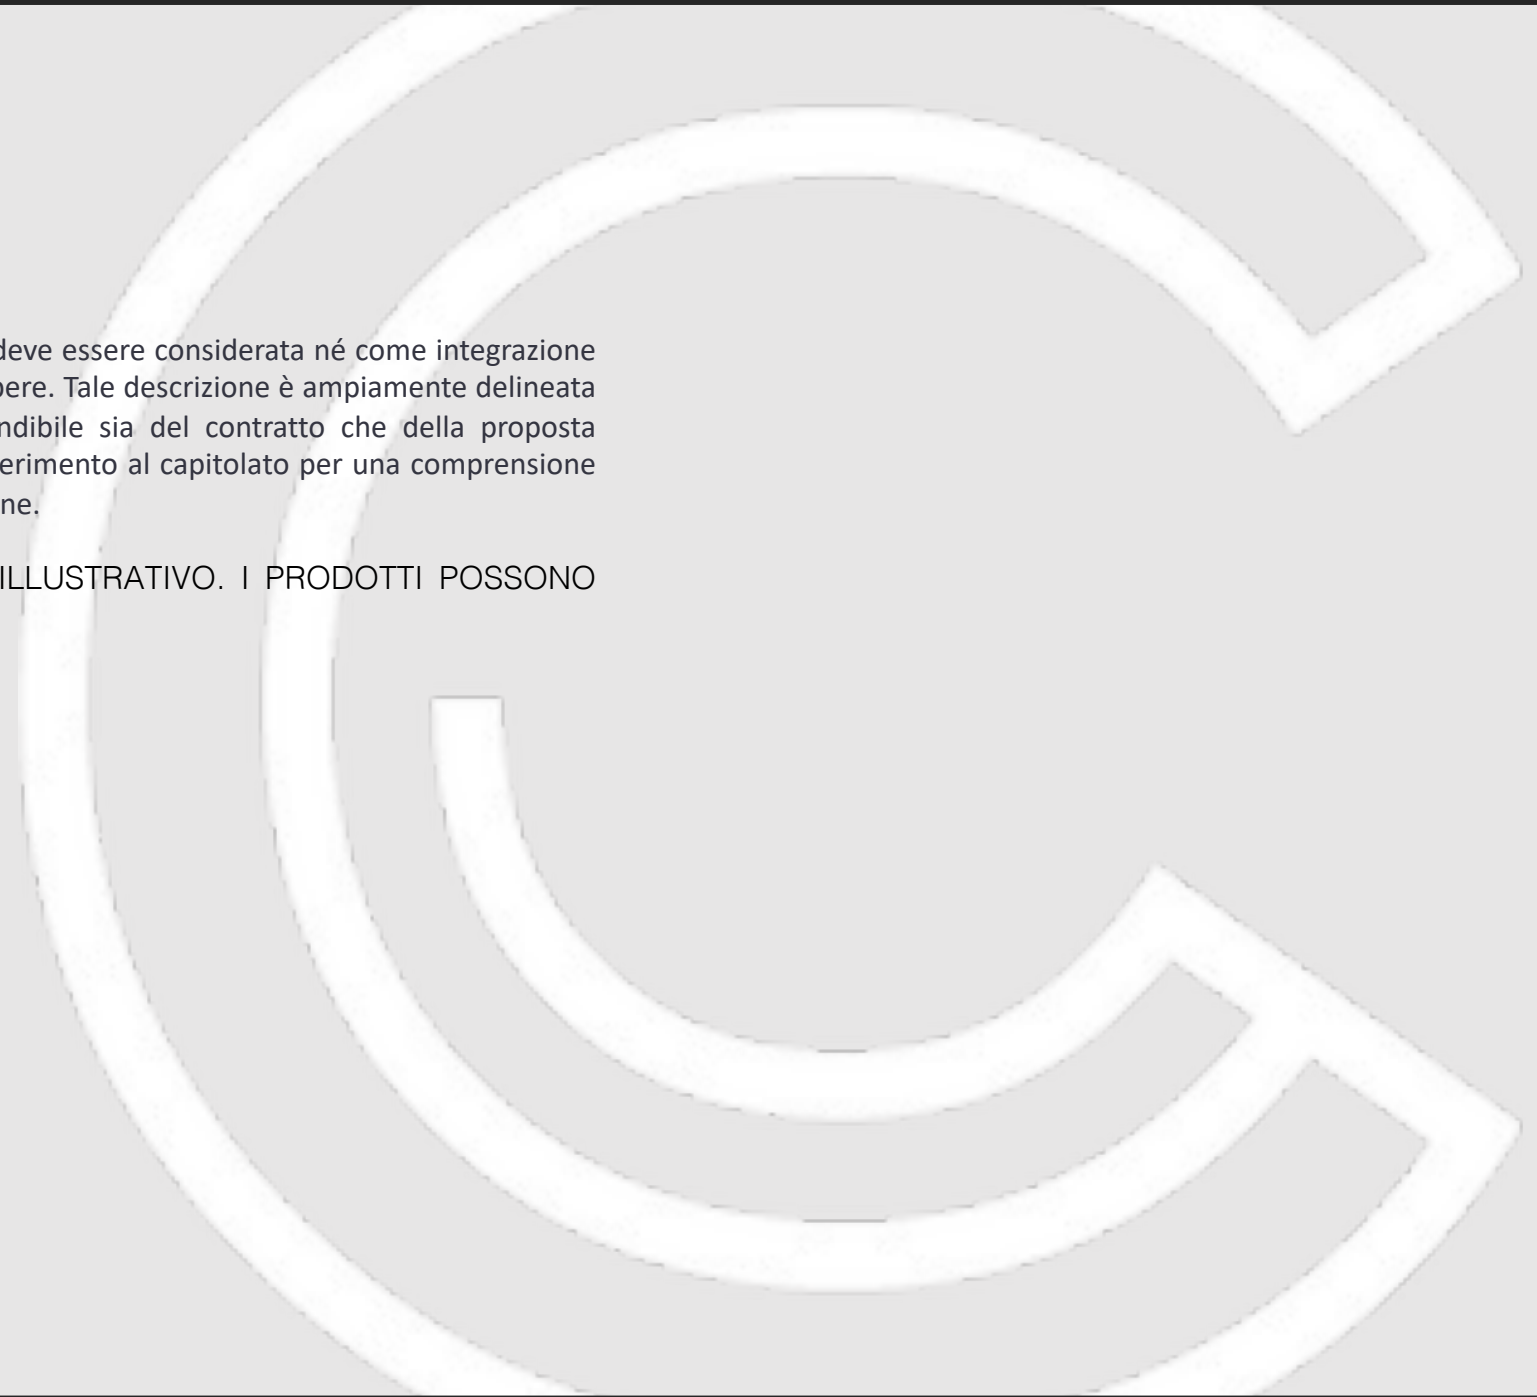 deve essere considerata né come integrazione
pere. Tale descrizione è ampiamente delineata
ndibile sia del contratto che della proposta
erimento al capitolato per una comprensione
ne.
ILLUSTRATIVO. I PRODOTTI POSSONO